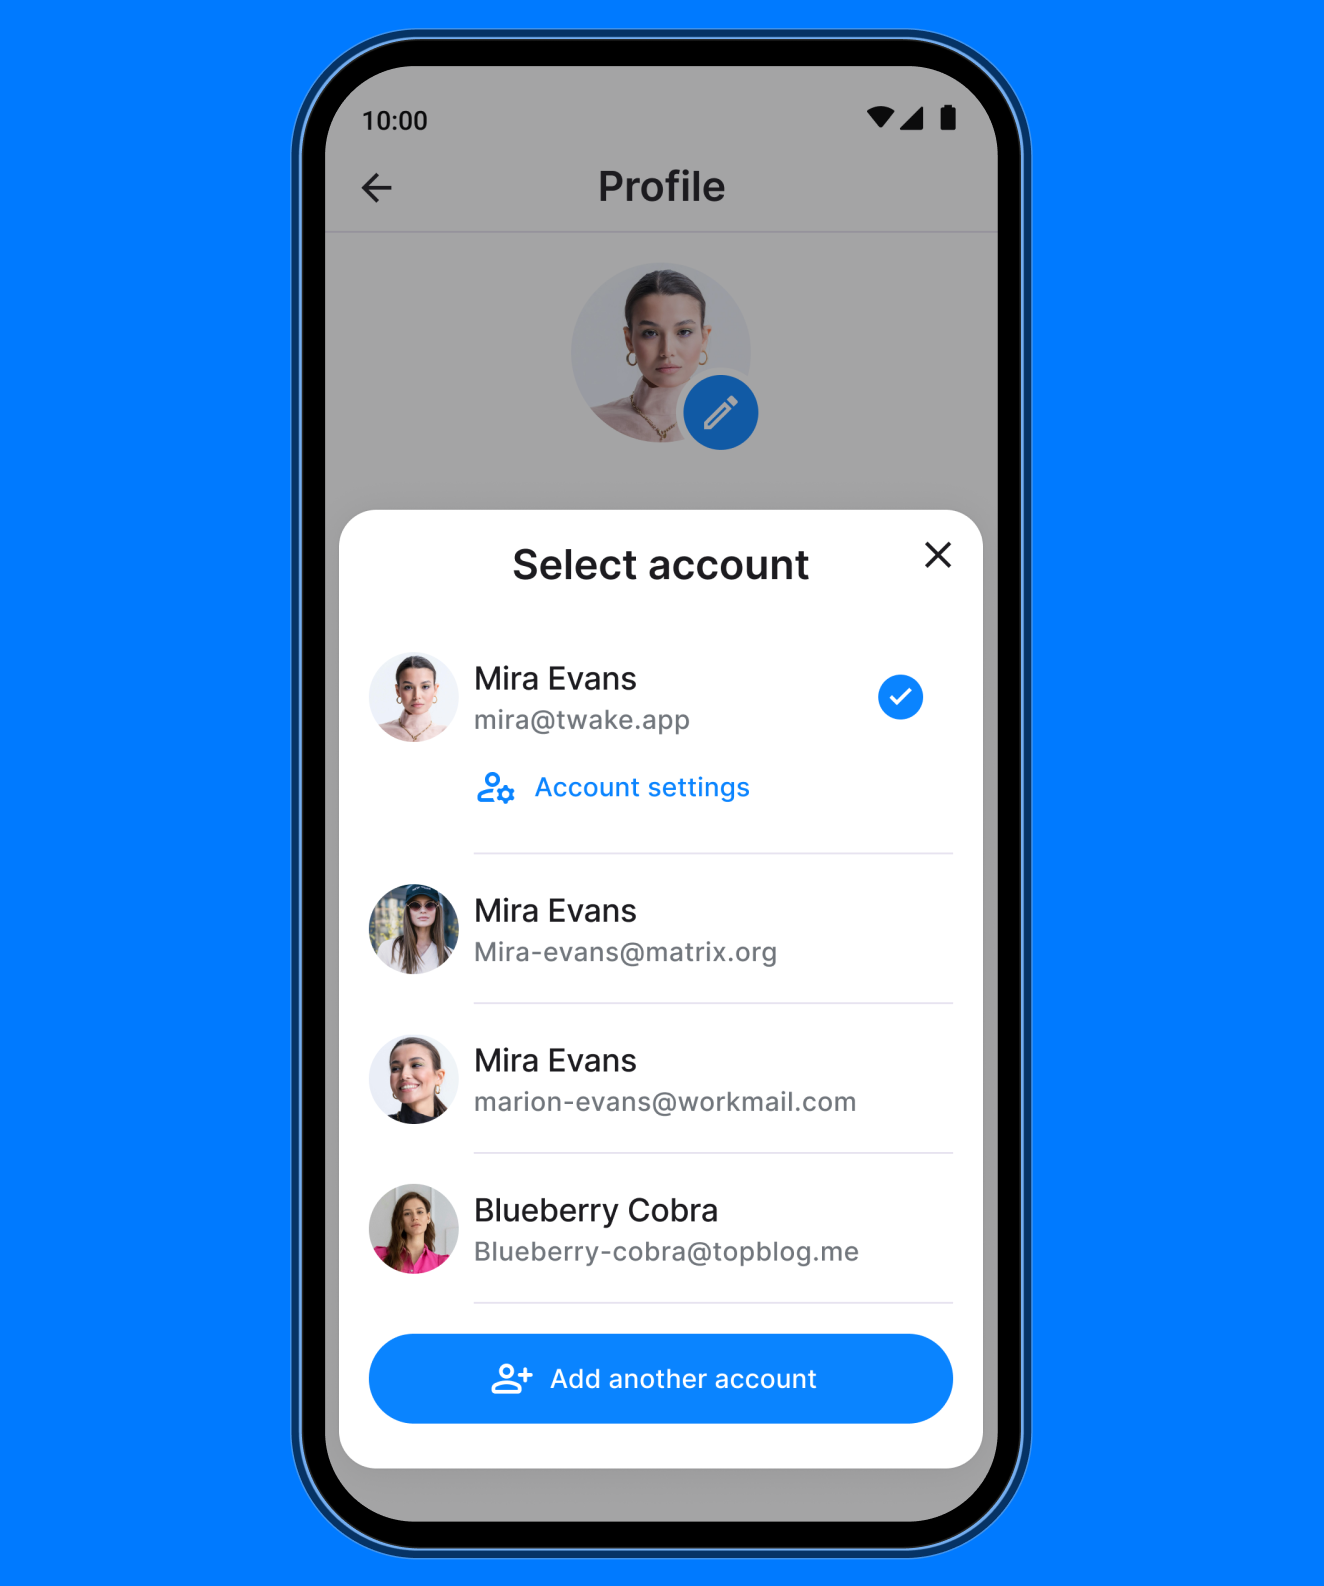 10:00
Profile
Select account
Mira Evans
mira@twake.app
Account settings
Mira Evans
Mira-evans@matrix.org
Mira Evans
marion-evans@workmail.com
Blueberry Cobra
Blueberry-cobra@topblog.me
Add another account